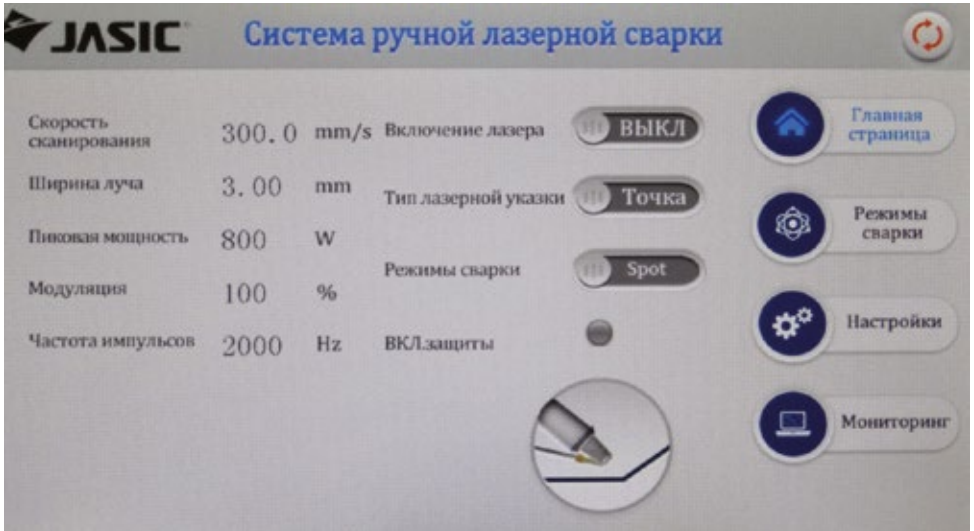 JASIC
Система ручной лазерной сварки
Скорость
сканирования
300.0 mm/s
Ширина луча
3.00 mm
Пиковая мощность
800 W
Модуляция
100 %
Частота импульсов
2000 Hz
Включение лазера
ВЫКЛ
Тип лазерной указки
Точка
Режимы сварки
Spot
ВКЛ.защиты
Главная
страница
Режимы
сварки
Настройки
Мониторинг